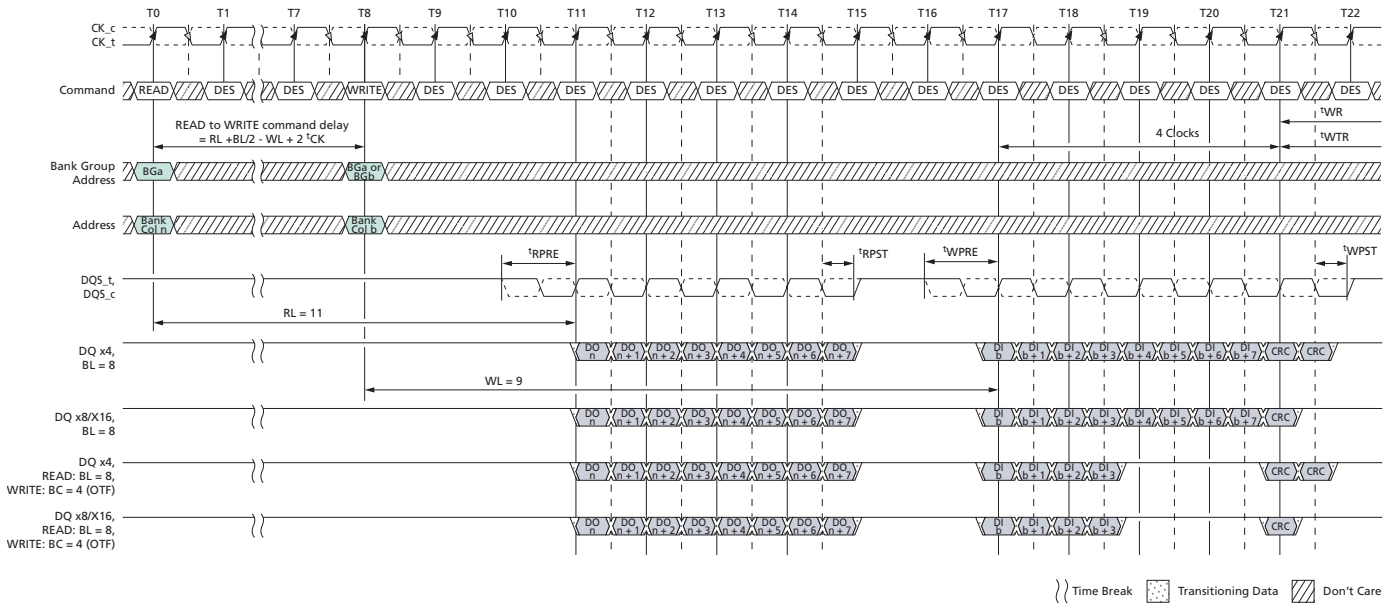 T0 T1 T7 T8 T9 T10 T11 T12 T13 T14 T15 T16 T17 T18 T19 T20 T21 T22
CK_c
CK_t
Command READ DES DES WRITE DES DES DES DES DES DES DES DES DES DES DES DES DES DES
READ to WRITE command delay
= RL +BL/2 - WL + 2 tCK
4 Clocks
tWR
tWTR
Bank Group
Address
BGa
BGa or
BGb
Address
Bank
Col n
Bank
Col b
tRPRE tRPST tWPRE tWPST
DQS_t,
DQS_c
RL = 11
DQ x4,
BL = 8
DO n DO n + 1 DO n + 2 DO n + 3 DO n + 4 DO n + 5 DO n + 6 DO n + 7 DI b DI b + 1 DI b + 2 DI b + 3 DI b + 4 DI b + 5 DI b + 6 DI b + 7 CRC CRC
WL = 9
DQ x8/X16,
BL = 8
DO n DO n + 1 DO n + 2 DO n + 3 DO n + 4 DO n + 5 DO n + 6 DO n + 7 DI b DI b + 1 DI b + 2 DI b + 3 DI b + 4 DI b + 5 DI b + 6 DI b + 7 CRC
DQ x4,
READ: BL = 8,
WRITE: BC = 4 (OTF)
DO n DO n + 1 DO n + 2 DO n + 3 DO n + 4 DO n + 5 DO n + 6 DO n + 7 DI b DI b + 1 DI b + 2 DI b + 3 CRC CRC
DQ x8/X16,
READ: BL = 8,
WRITE: BC = 4 (OTF)
DO n DO n + 1 DO n + 2 DO n + 3 DO n + 4 DO n + 5 DO n + 6 DO n + 7 DI b DI b + 1 DI b + 2 DI b + 3 CRC
Time Break Transitioning Data Don't Care